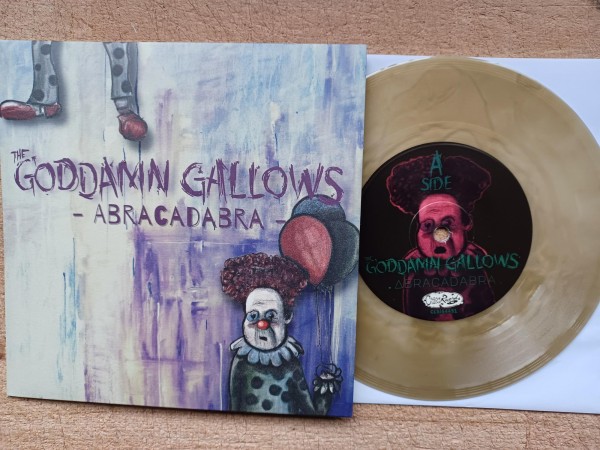 THE
GODDAMN GALLOWS
- ABRACADABRA -
A
SIDE
THE
GODDAMN GALLOWS
ABRACADABRA